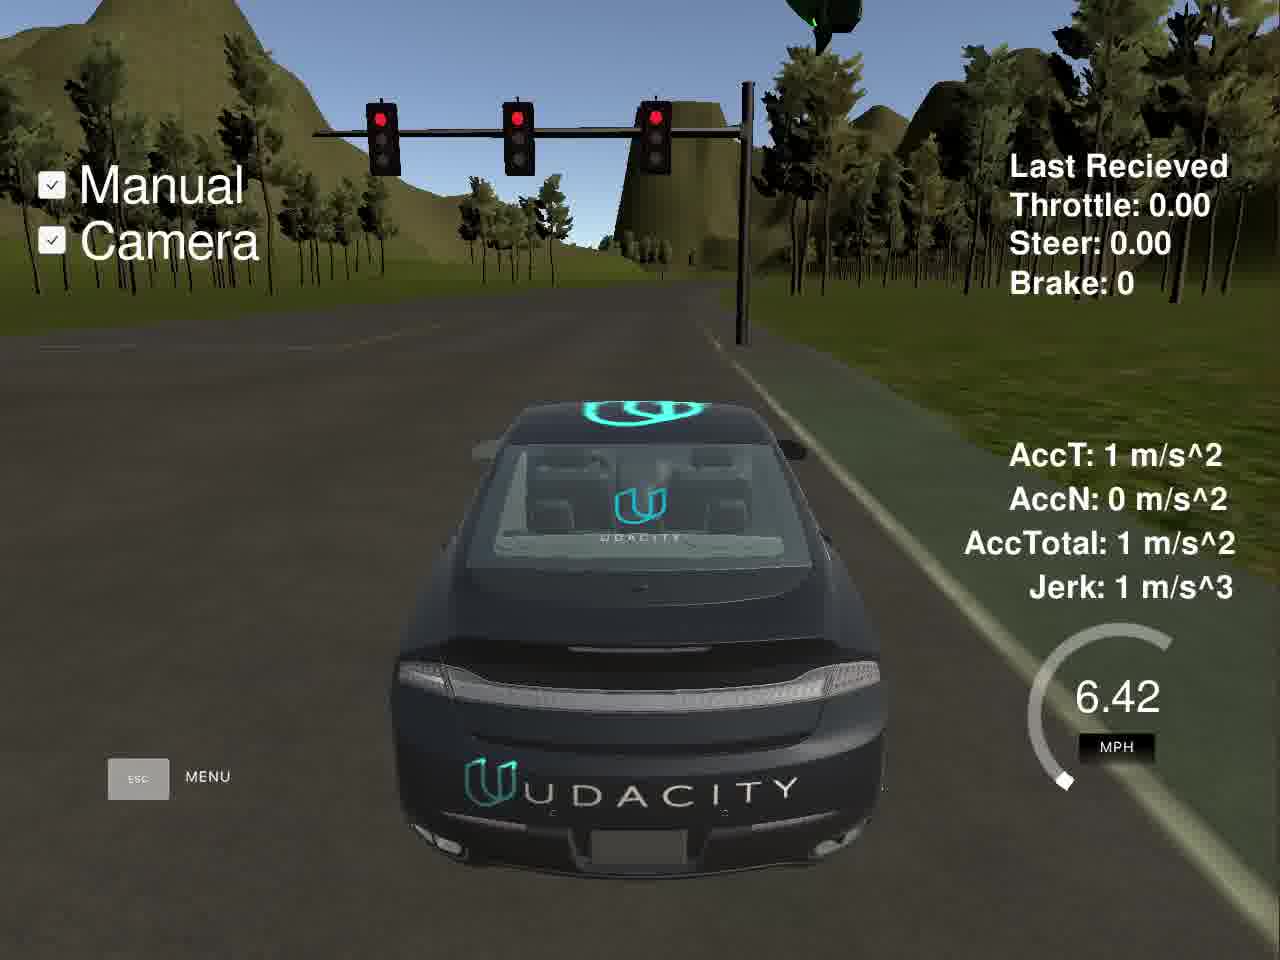 Manual
Camera
Last Recieved
Throttle: 0.00
Steer: 0.00
Brake: 0
AccT: 1 m/s^2
AccN: 0 m/s^2
AccTotal: 1 m/s^2
Jerk: 1 m/s^3
6.42
MPH
UDACITY
ESC
MENU
UDACITY